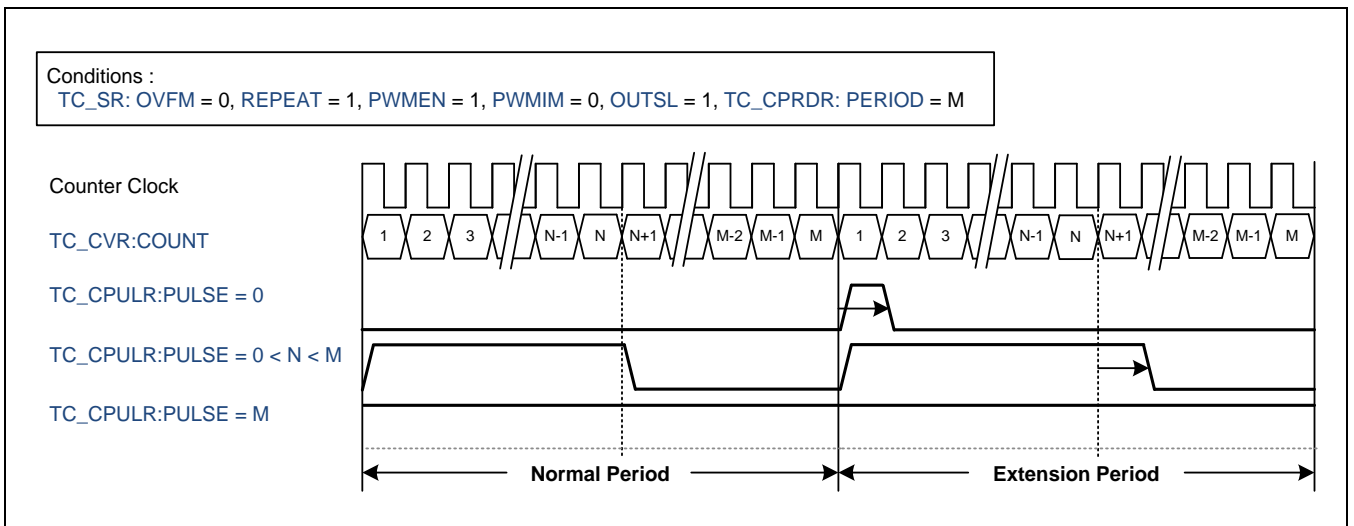 Conditions :
TC_SR: OVFM = 0, REPEAT = 1, PWMEN = 1, PWMIM = 0, OUTSL = 1, TC_CPRDR: PERIOD = M
Counter Clock
TC_CVR:COUNT
1 2 3 N-1 N N+1 M-2 M-1 M 1 2 3 N-1 N N+1 M-2 M-1 M
TC_CPULR:PULSE = 0
TC_CPULR:PULSE = 0 < N < M
TC_CPULR:PULSE = M
Normal Period Extension Period